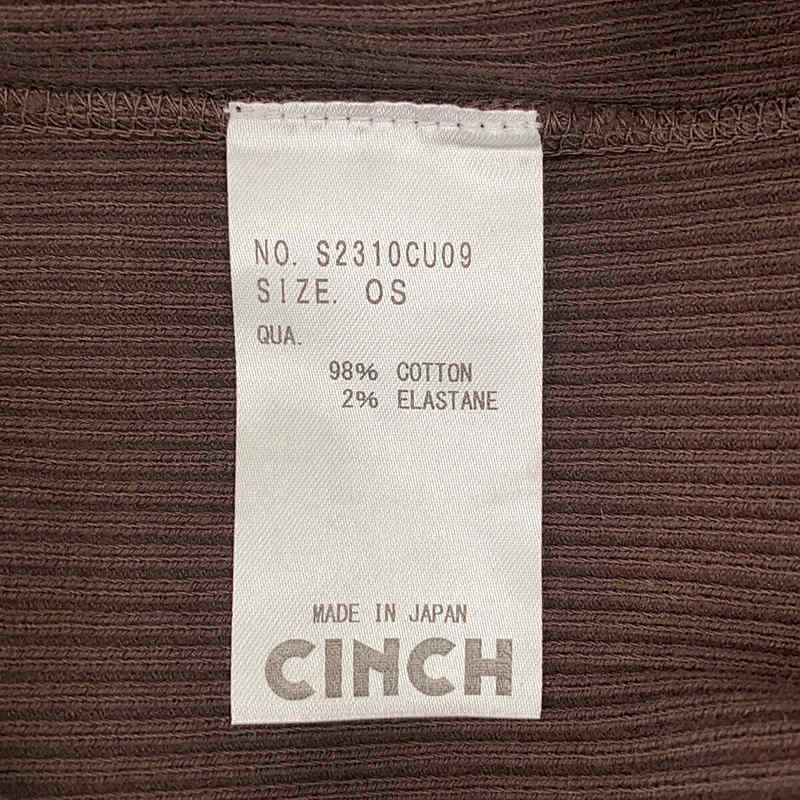 NO. S2310CU09
SIZE. OS
QUA.
98% COTTON
2% ELASTANE
MADE IN JAPAN
CINCH